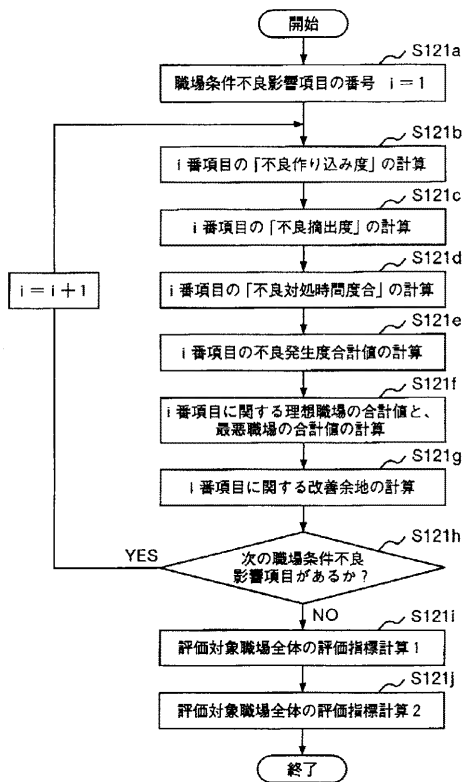 開始
S121a
職場条件不良影響項目の番号 i=1
S121b
i番項目の「不良作り込み度」の計算
S121c
i番項目の「不良摘出度」の計算
S121d
i=i+1
i番項目の「不良対処時間度合」の計算
S121e
i番項目の不良発生度合計値の計算
S121f
i番項目に関する理想職場の合計値と、
最悪職場の合計値の計算
S121g
i番項目に関する改善余地の計算
S121h
YES
次の職場条件不良
影響項目があるか?
NO
S121i
評価対象職場全体の評価指標計算1
S121j
評価対象職場全体の評価指標計算2
終了